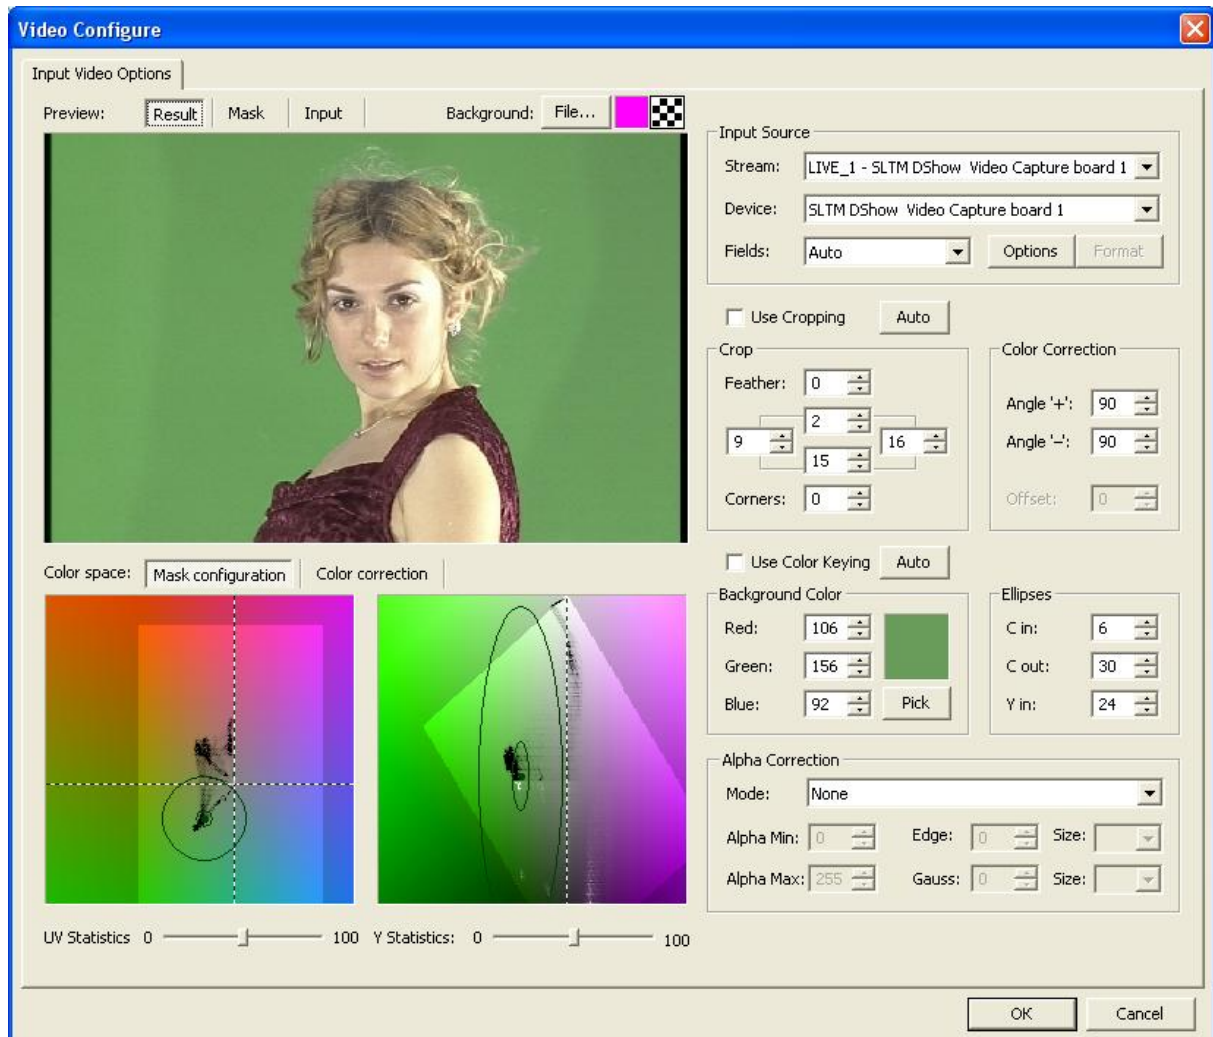 Video Configure
Input Video Options
Preview: Result Mask Input Background: File...
Input Source
Stream: LIVE_1 - SLTM DShow Video Capture board 1
Device: SLTM DShow Video Capture board 1
Fields: Auto Options Format
Use Cropping Auto
Crop Color Correction
Feather: 0
Angle '+': 90
2
9 16 Angle '-': 90
15
Corners: 0 Offset: 0
Use Color Keying Auto
Color space: Mask configuration Color correction
Background Color Ellipses
Red: 106 C in: 6
Green: 156 C out: 30
Blue: 92 Pick Y in: 24
Alpha Correction
Mode: None
Alpha Min: 0 Edge: 0 Size:
Alpha Max: 255 Gauss: 0 Size:
UV Statistics 0 100 Y Statistics: 0 100
OK Cancel